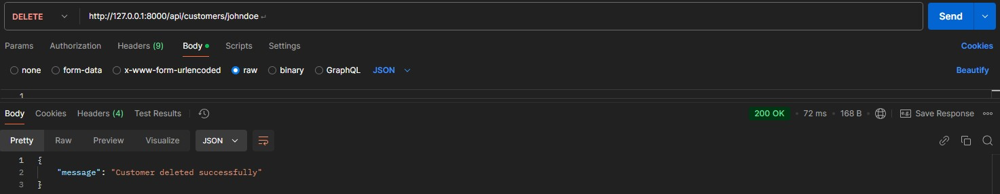 DELETE http://127.0.0.1:8000/api/customers/johndoe Send
Params Authorization Headers (9) Body Scripts Settings Cookies
none form-data x-www-form-urlencoded raw binary GraphQL JSON Beautify
1
Body Cookies Headers (4) Test Results 200 OK 72 ms 168 B e.g. Save Response
Pretty Raw Preview Visualize JSON
1 {
2 "message": "Customer deleted successfully"
3 }